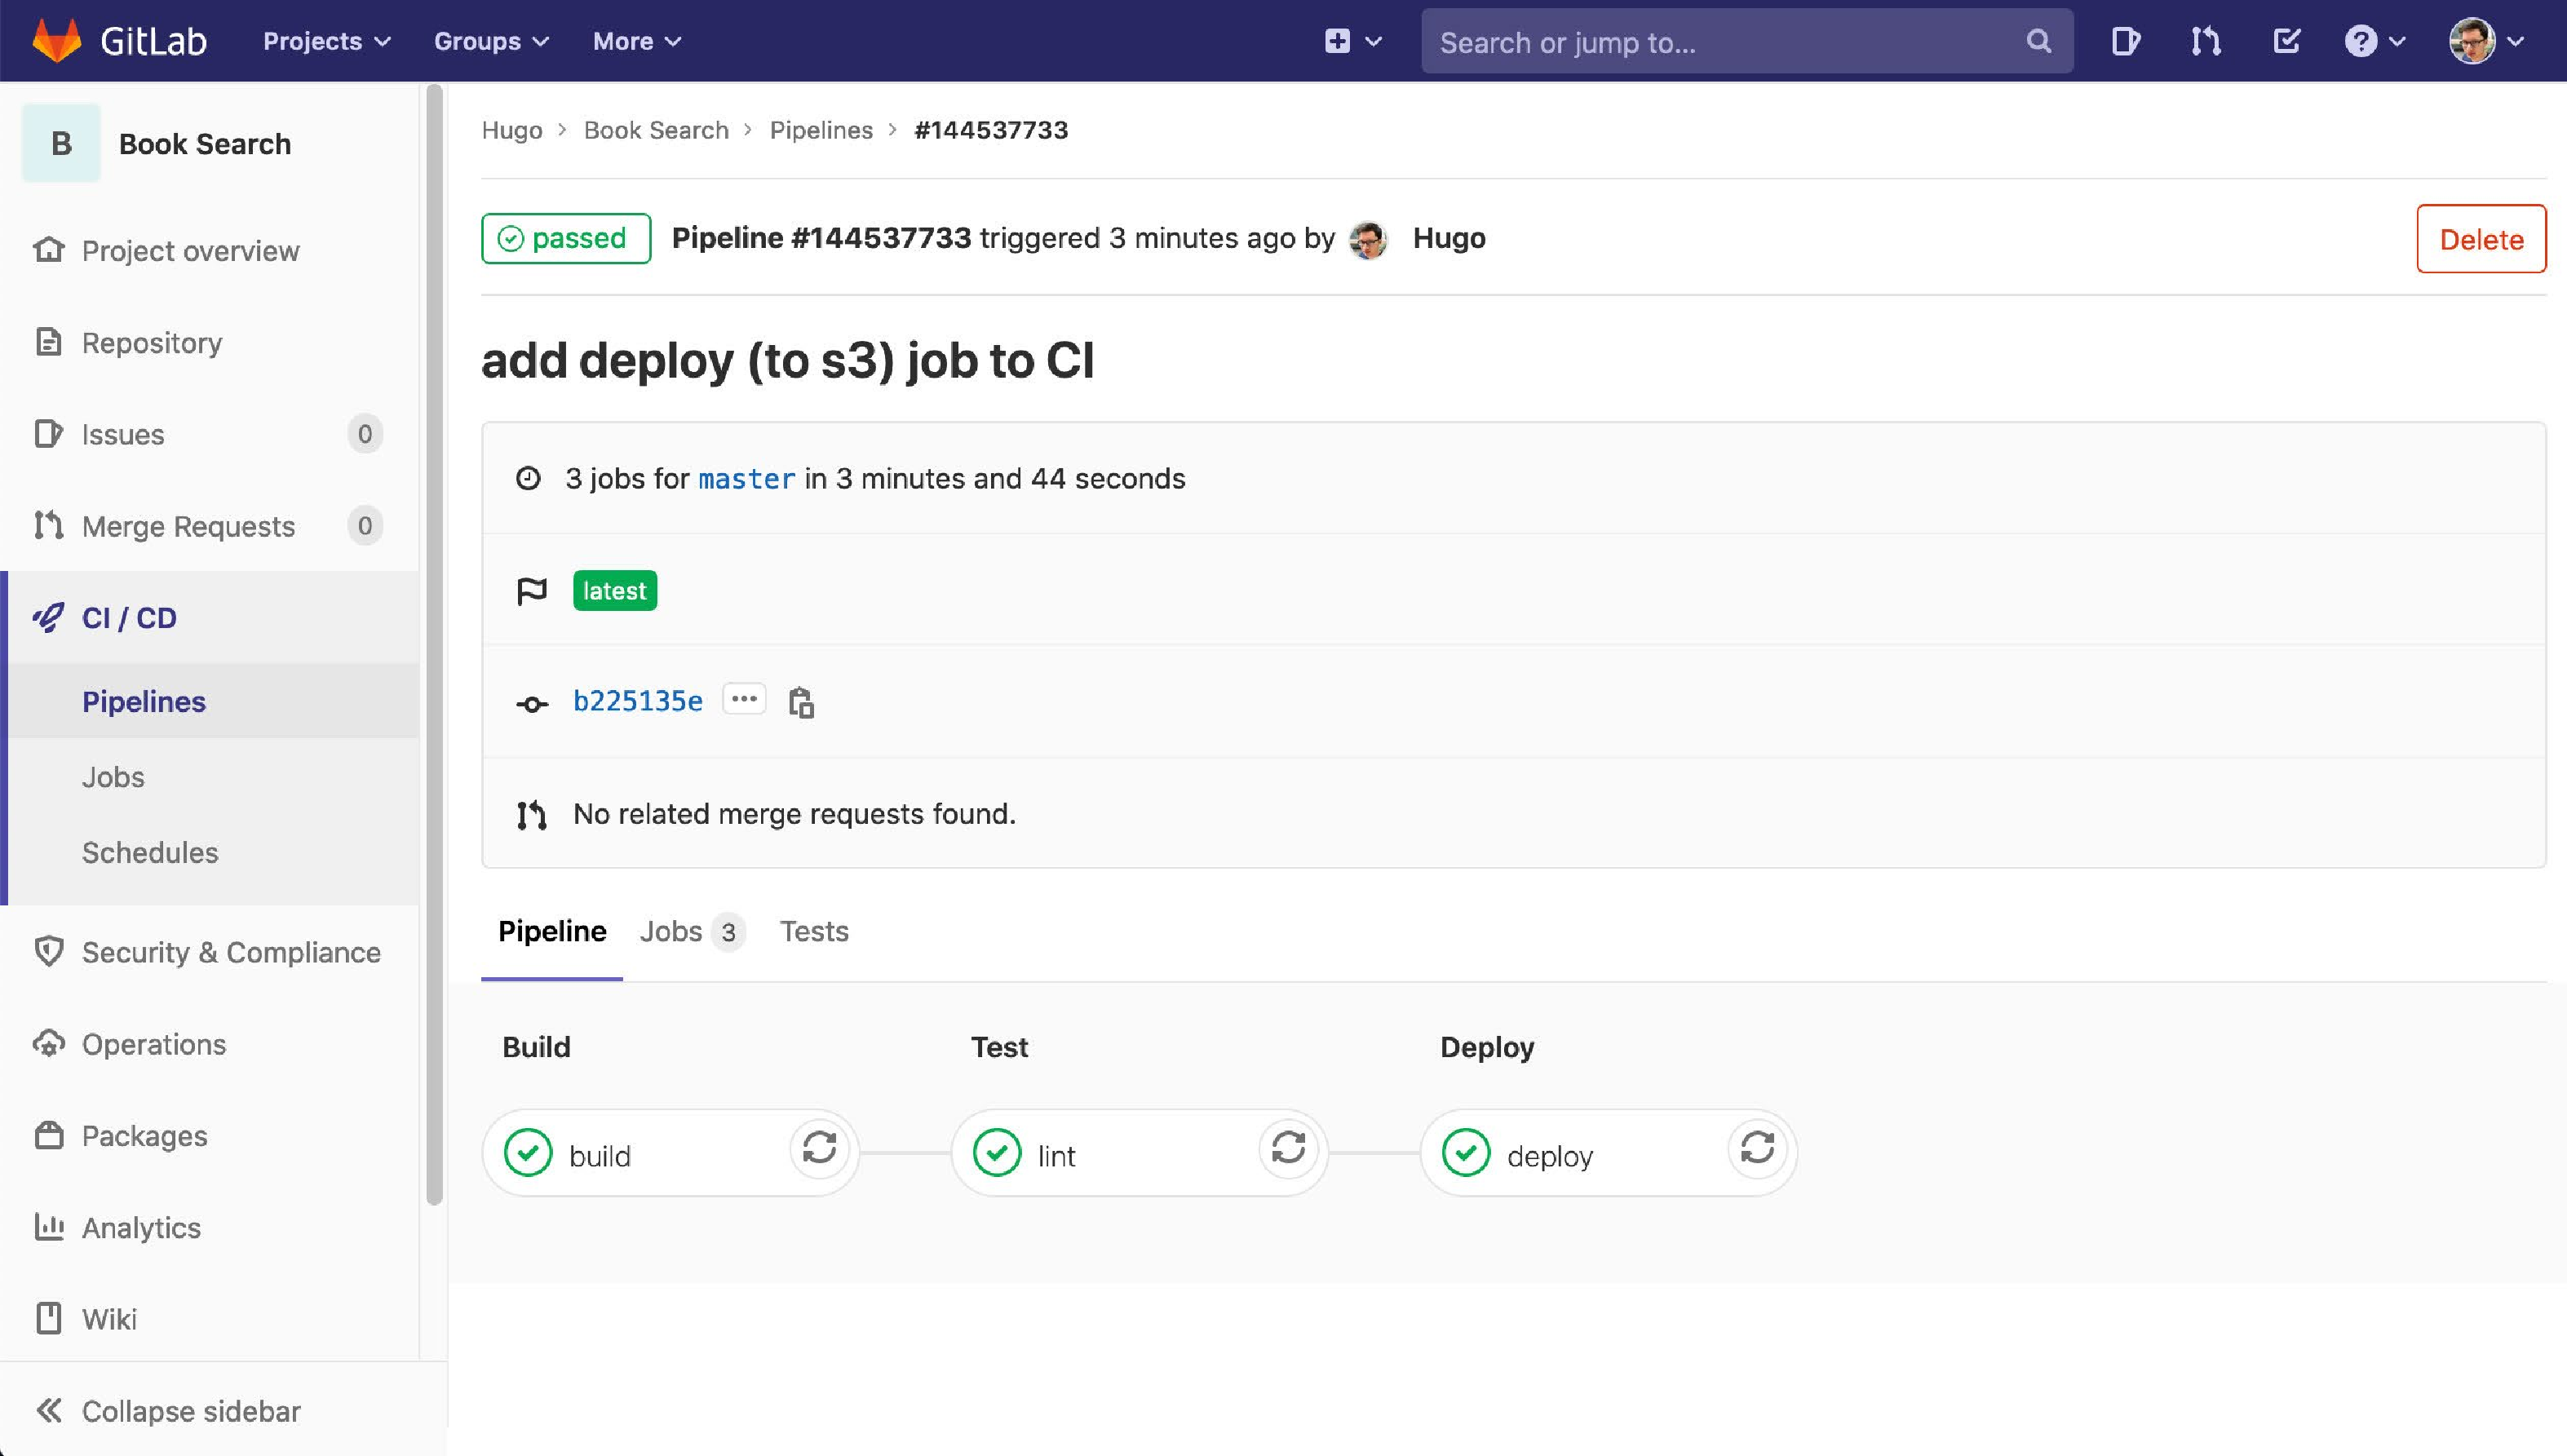 GitLab Projects Groups More Search or jump to...
B Book Search
Project overview
Repository
Issues 0
Merge Requests 0
CI / CD
Pipelines
Jobs
Schedules
Security & Compliance
Operations
Packages
Analytics
Wiki
Collapse sidebar
Hugo > Book Search > Pipelines > #144537733
passed Pipeline #144537733 triggered 3 minutes ago by Hugo Delete
add deploy (to s3) job to CI
3 jobs for master in 3 minutes and 44 seconds
latest
b225135e ...
No related merge requests found.
Pipeline Jobs 3 Tests
Build Test Deploy
build lint deploy